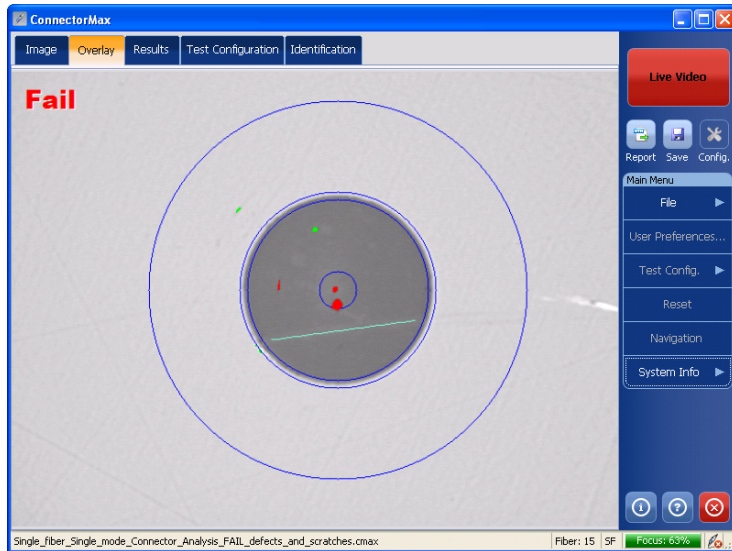 ConnectorMax
Image Overlay Results Test Configuration Identification
Fail
Live Video
Report Save Config.
Main Menu
File
User Preferences...
Test Config.
Reset
Navigation
System Info
Single_fiber_Single_mode_Connector_Analysis_FAIL_defects_and_scratches.cmax Fiber: 15 SF Focus: 63%